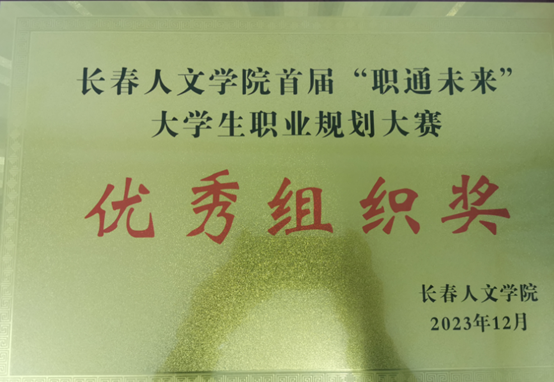 长春人文学院首届“职通未来”
大学生职业规划大赛
优秀组织奖
长春人文学院
2023年12月